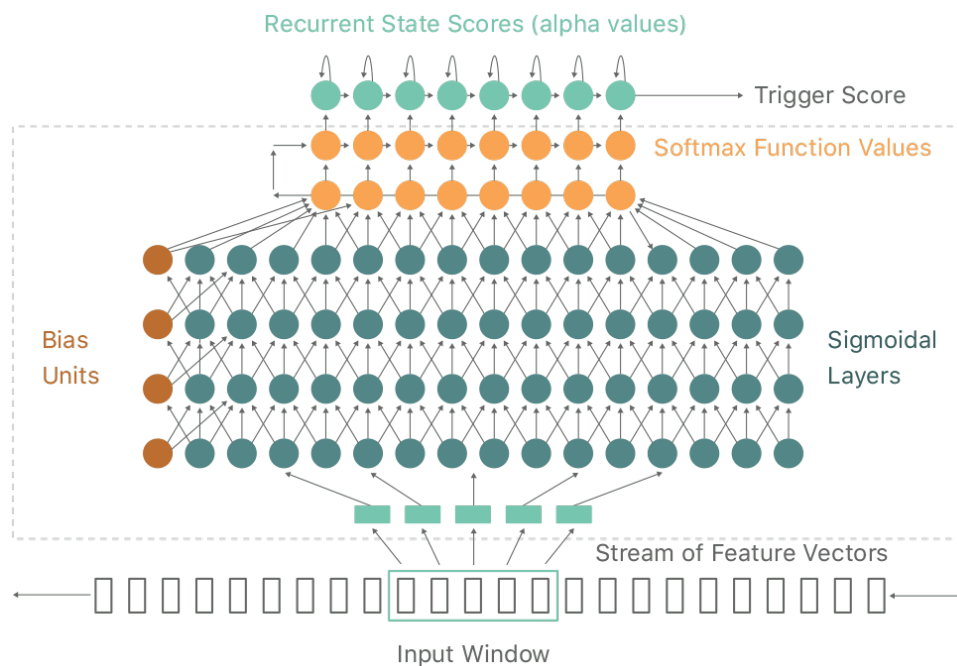 Recurrent State Scores (alpha values)
Trigger Score
Softmax Function Values
Bias
Units
Sigmoidal
Layers
Stream of Feature Vectors
Input Window